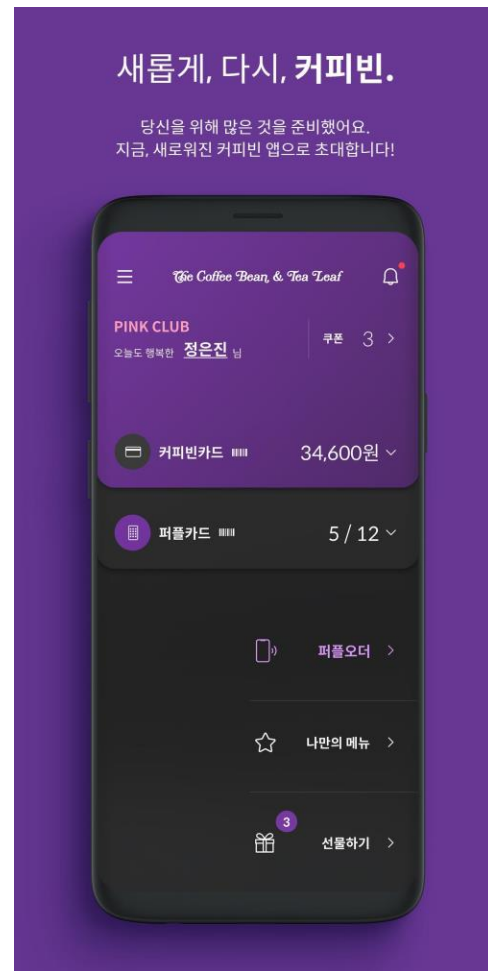 새롭게, 다시, 커피빈.
당신을 위해 많은 것을 준비했어요.
지금, 새로워진 커피빈 앱으로 초대합니다!
The Coffee Bean & Tea Leaf
PINK CLUB
오늘도 행복한 정은진 님
쿠폰 3
커피빈카드 34,600원
퍼플카드 5 / 12
퍼플오더
나만의 메뉴
3
선물하기